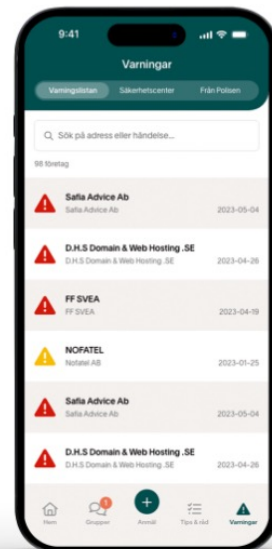 9:41
Varningar
Varningslistan Säkerhetscenter Från Polisen
Sök på adress eller händelse...
98 företag
Safia Advice Ab
Safia Advice Ab 2023-05-04
D.H.S Domain & Web Hosting .SE
D.H.S Domain & Web Hosting .SE 2023-04-26
FF SVEA
FF SVEA 2023-04-19
NOFATEL
Nofatel AB 2023-01-25
Safia Advice Ab
Safia Advice Ab 2023-05-04
D.H.S Domain & Web Hosting .SE
D.H.S Domain & Web Hosting .SE 2023-04-26
1
Hem Grupper Anmäl Tips & råd Varningar